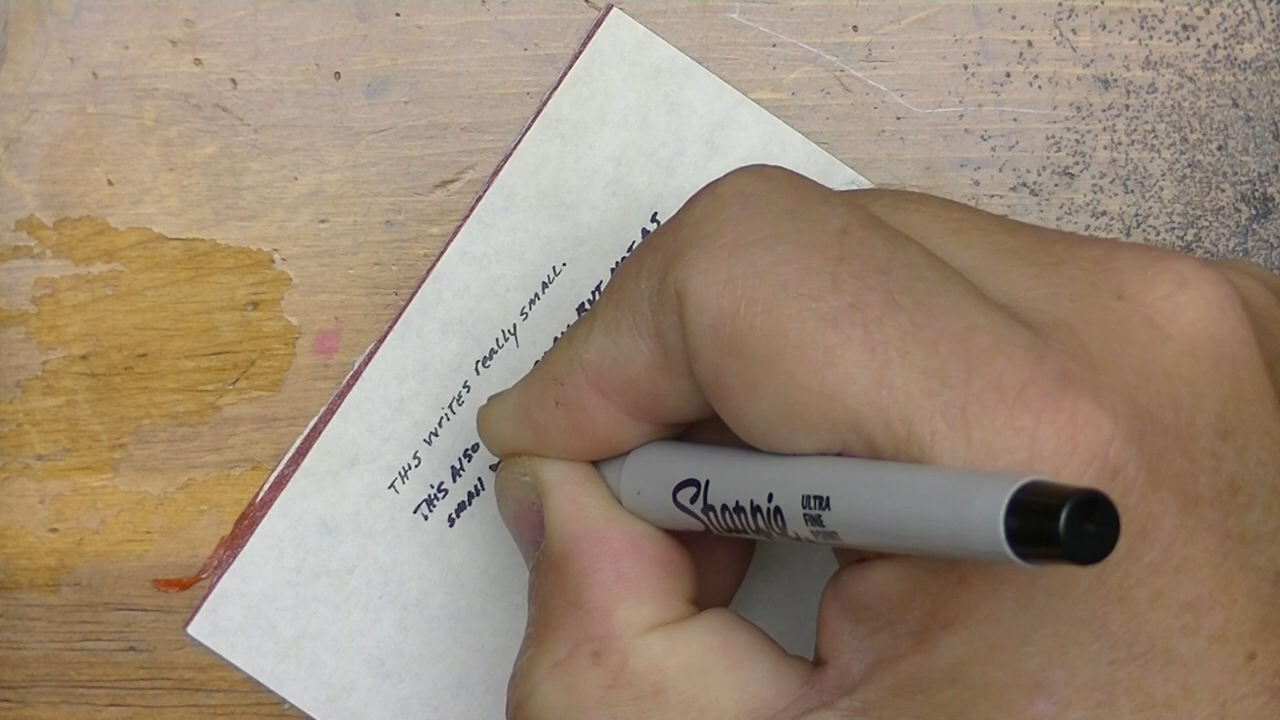 THIS WRITES really SMALL.
THIS ALSO BUT NOT AS
SMALL
Sharpie
ULTRA
FINE
POINT